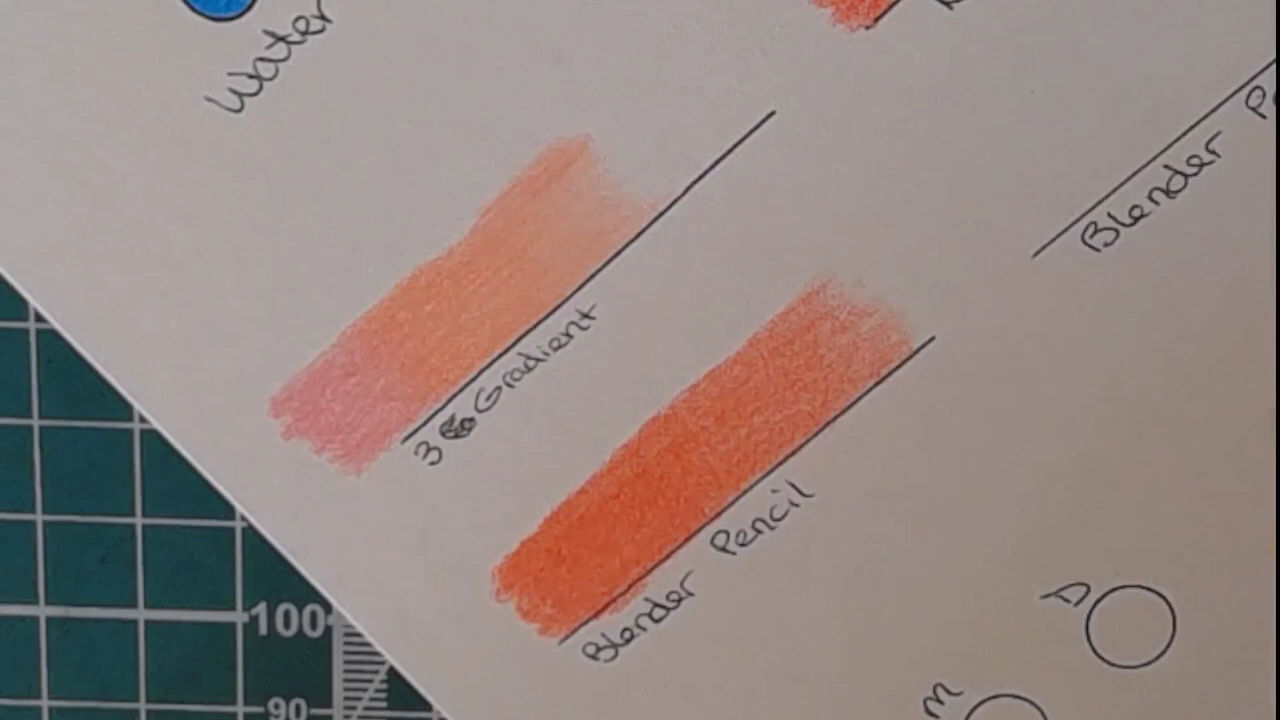 Water
Blender
3 Gradient
Blender Pencil
D
m
100
90